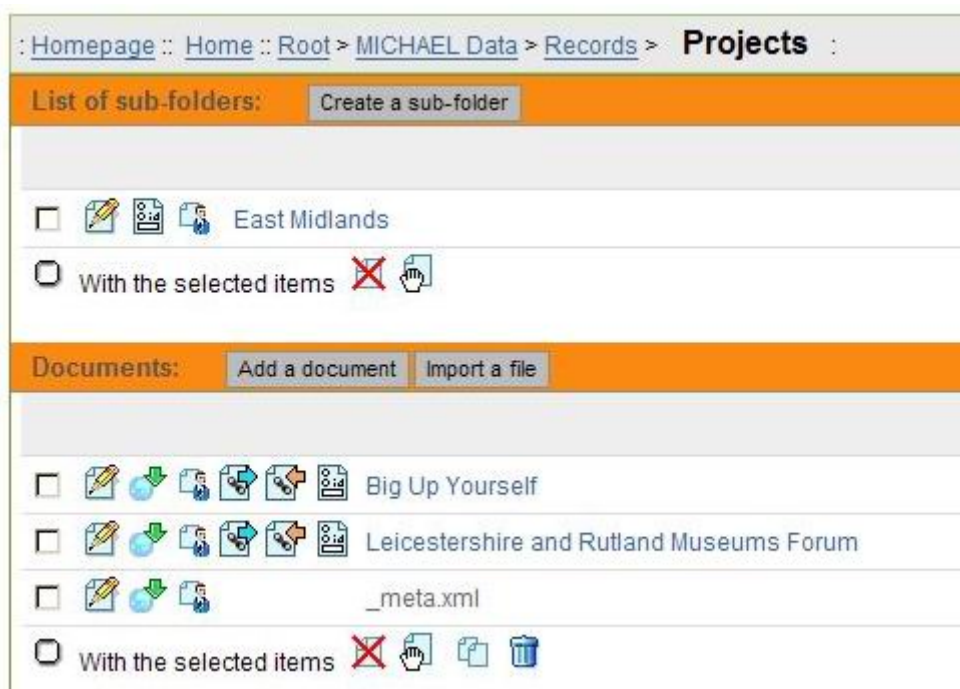 : Homepage :: Home :: Root > MICHAEL Data > Records > Projects :
List of sub-folders: Create a sub-folder
East Midlands
With the selected items
Documents: Add a document Import a file
Big Up Yourself
Leicestershire and Rutland Museums Forum
_meta.xml
With the selected items